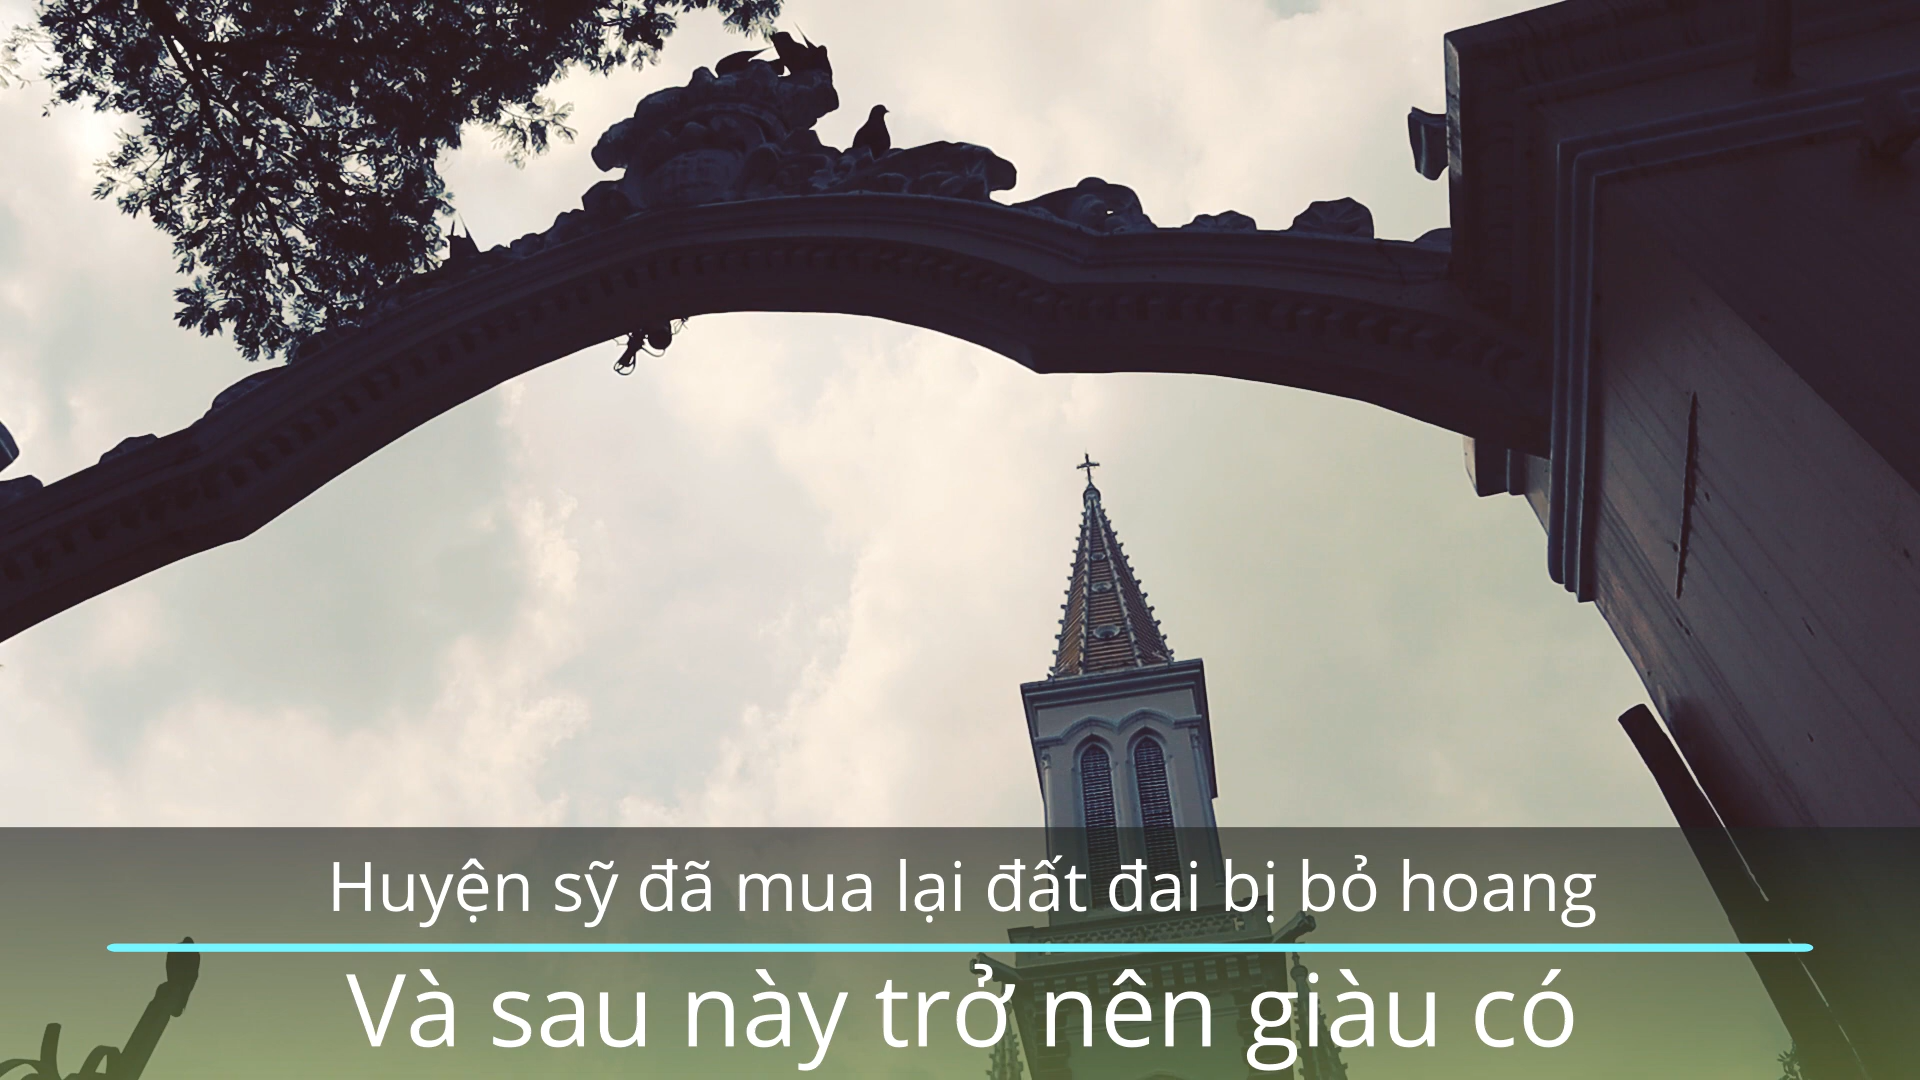 Huyện sỹ đã mua lại đất đai bị bỏ hoang
Và sau này trở nên giàu có